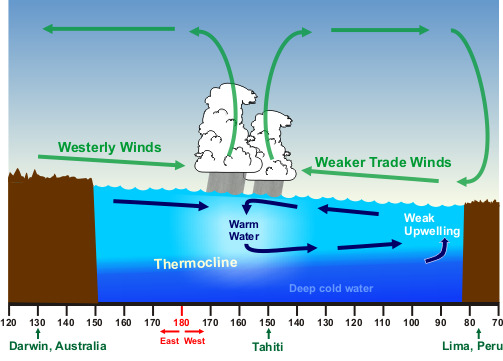 Westerly Winds
Weaker Trade Winds
Warm
Water
Weak
Upwelling
Thermocline
Deep cold water
120 130 140 150 160 170 180 170 160 150 140 130 120 110 100 90 80 70
East West
Darwin, Australia Tahiti Lima, Peru